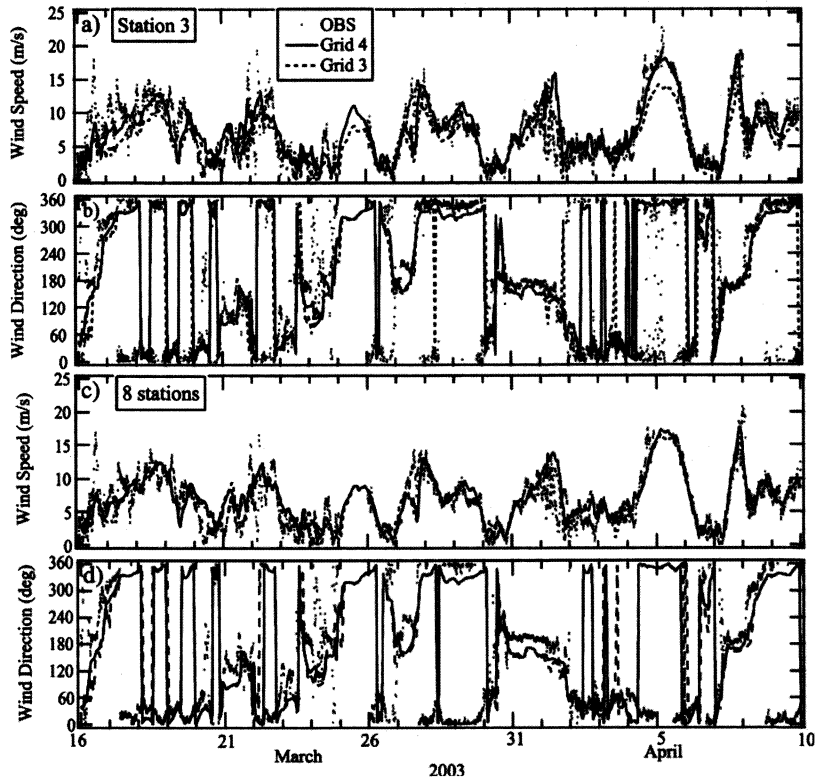 a) Station 3
OBS
Grid 4
Grid 3
25
20
15
10
5
0
Wind Speed (m/s)
b)
360
300
240
180
120
60
0
Wind Direction (deg)
c) 8 stations
25
20
15
10
5
0
Wind Speed (m/s)
d)
360
300
240
180
120
60
0
Wind Direction (deg)
16 21 26 31 5 10
March April
2003